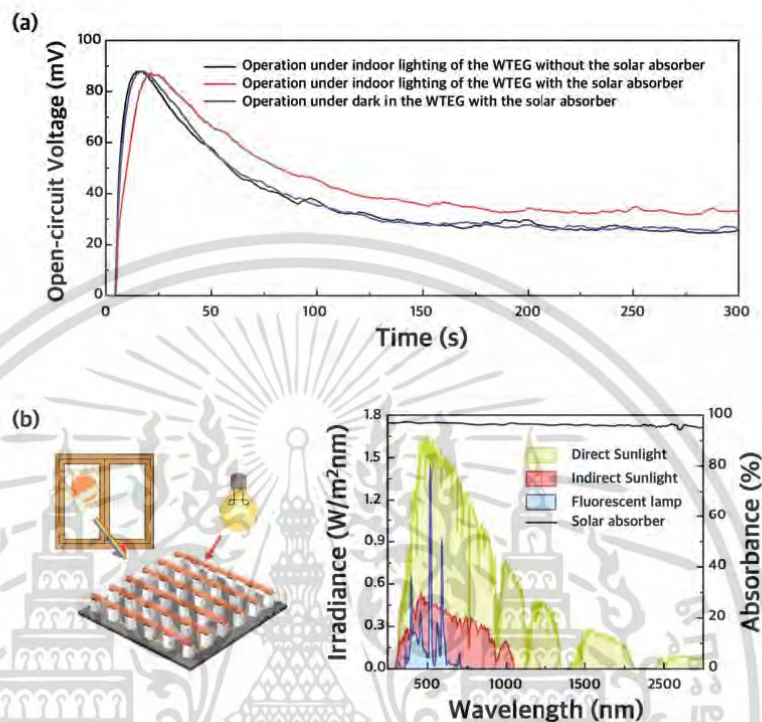 (a)
100
80
60
40
20
0
Open-circuit Voltage (mV)
Operation under indoor lighting of the WTEG without the solar absorber
Operation under indoor lighting of the WTEG with the solar absorber
Operation under dark in the WTEG with the solar absorber
0 50 100 150 200 250 300
Time (s)
(b)
1.8
1.5
1.2
0.9
0.6
0.3
0.0
Irradiance (W/m²nm)
Direct Sunlight
Indirect Sunlight
Fluorescent lamp
Solar absorber
100
80
60
40
20
0
Absorbance (%)
500 1000 1500 2500
Wavelength (nm)